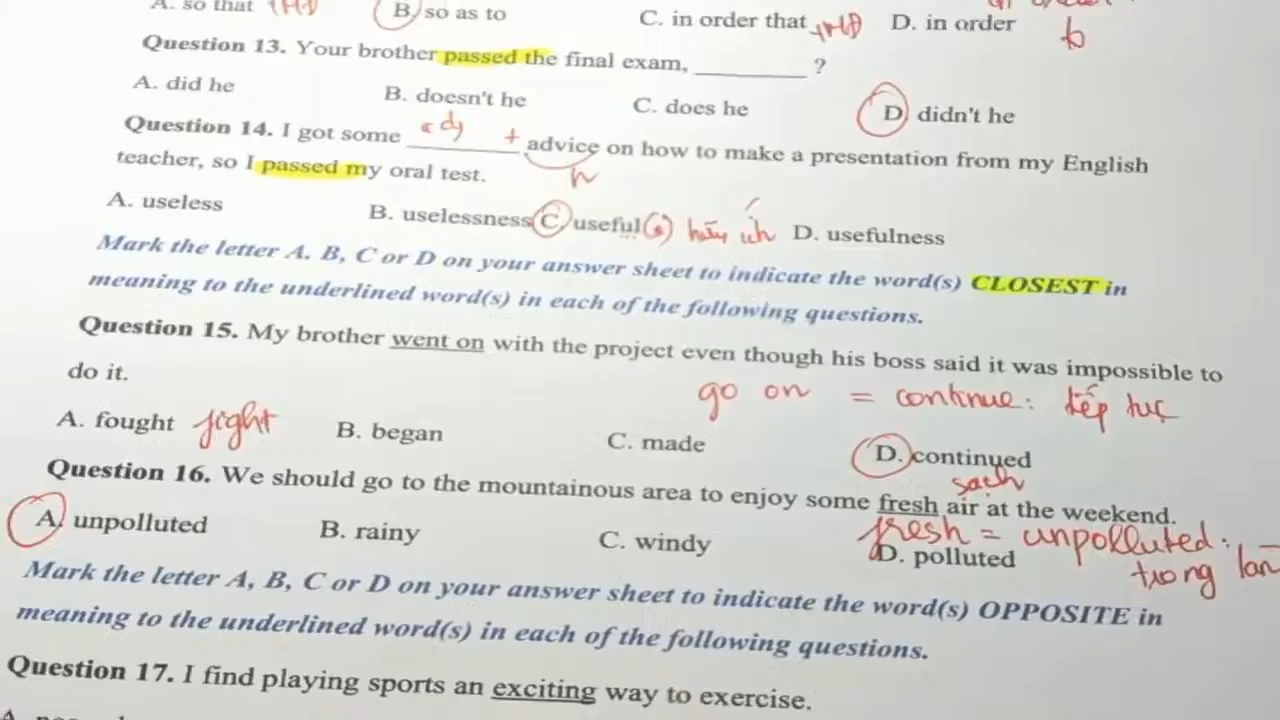 A. so that B. so as to C. in order that D. in order
to
Question 13. Your brother passed the final exam, __________ ?
A. did he B. doesn't he C. does he D. didn't he
adj +
Question 14. I got some __________ advice on how to make a presentation from my English
n
teacher, so I passed my oral test.
A. useless B. uselessness C. useful (a) hữu ích D. usefulness
Mark the letter A. B, C or D on your answer sheet to indicate the word(s) CLOSEST in
meaning to the underlined word(s) in each of the following questions.
Question 15. My brother went on with the project even though his boss said it was impossible to
do it.
go on = continue: tiếp tục
A. fought fight B. began C. made D. continued
sạch
Question 16. We should go to the mountainous area to enjoy some fresh air at the weekend.
fresh = unpolluted:
trong làn
A. unpolluted B. rainy C. windy D. polluted
Mark the letter A, B, C or D on your answer sheet to indicate the word(s) OPPOSITE in
meaning to the underlined word(s) in each of the following questions.
Question 17. I find playing sports an exciting way to exercise.